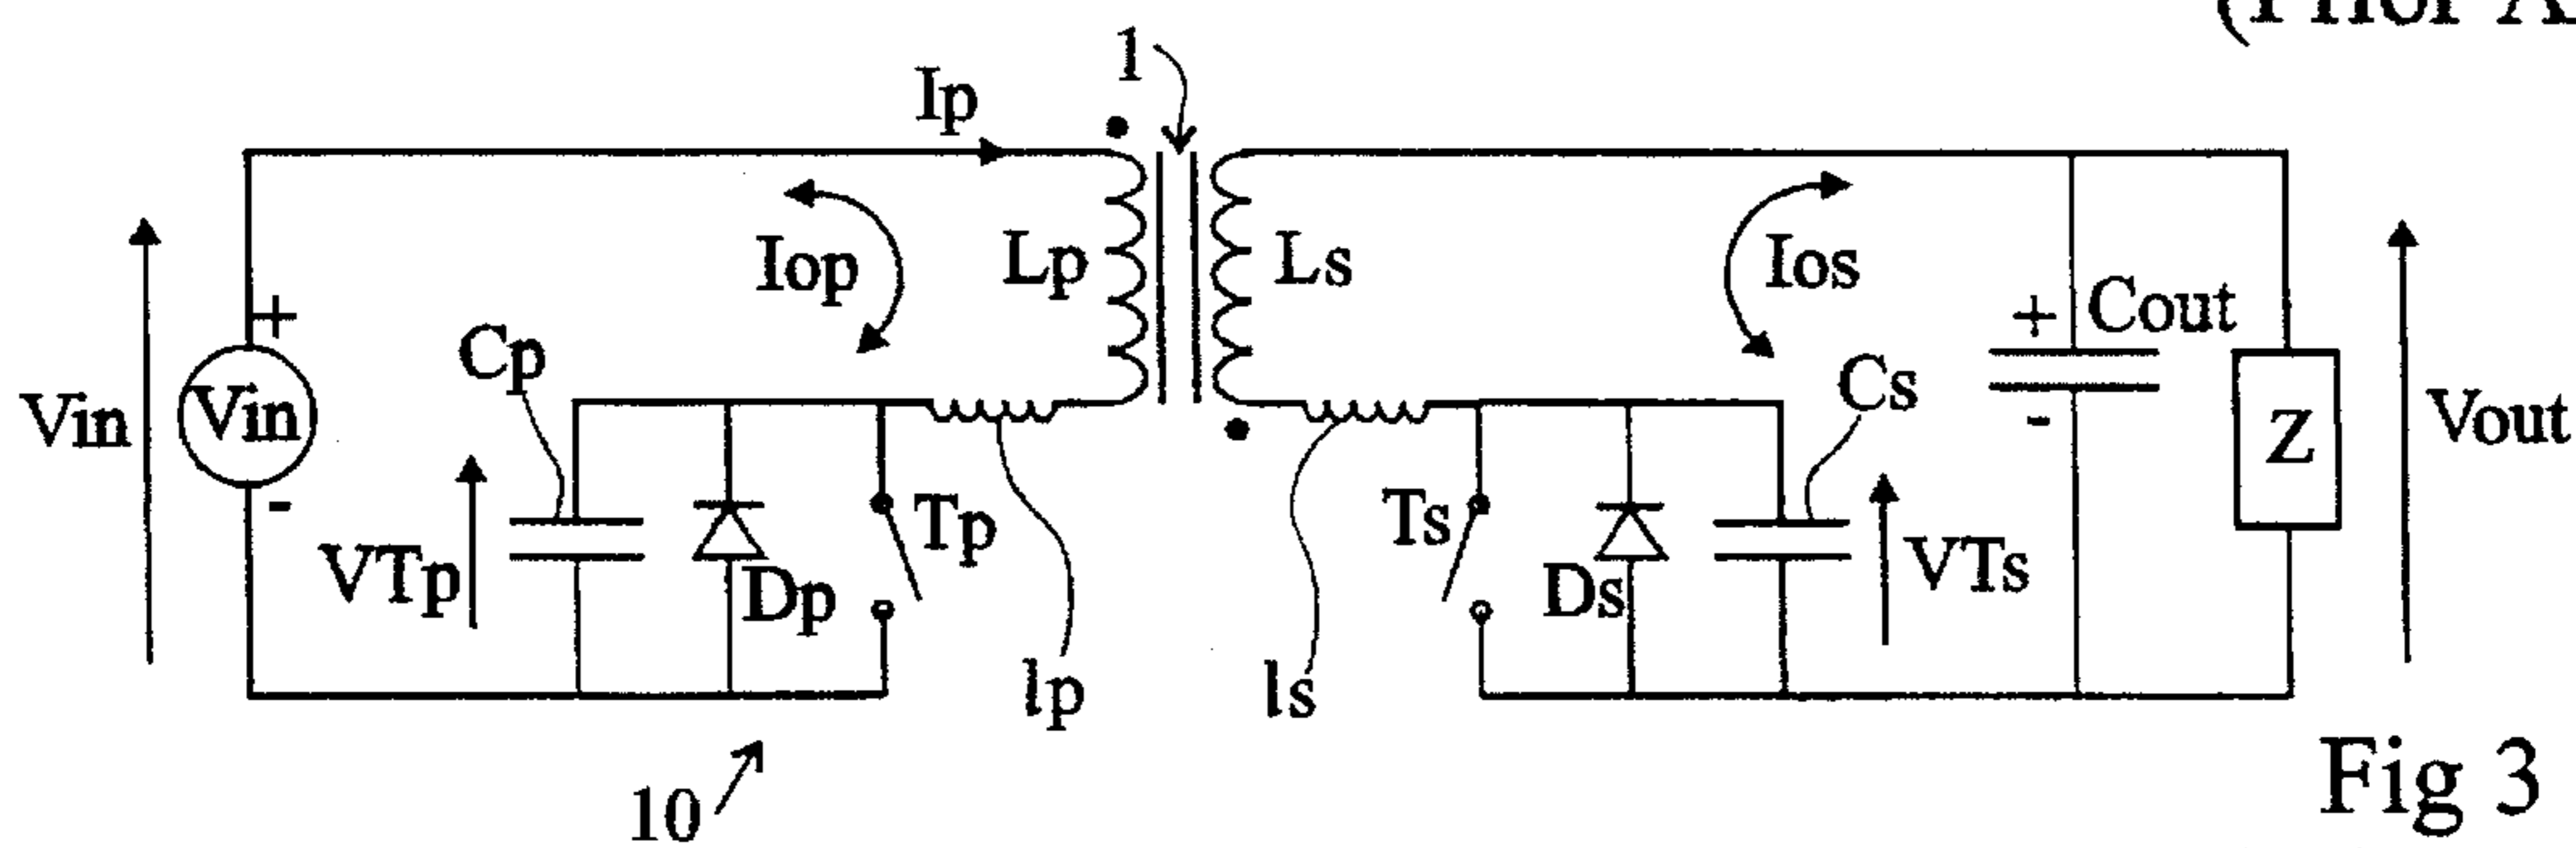 (Prior
1
Ip
Iop
Lp
Ls
Ios
+
Cp
+
Cout
Cs
Vin
Vin
Z
Vout
-
-
VTp
Dp
Tp
Ts
Ds
VTs
lp
ls
10
Fig 3